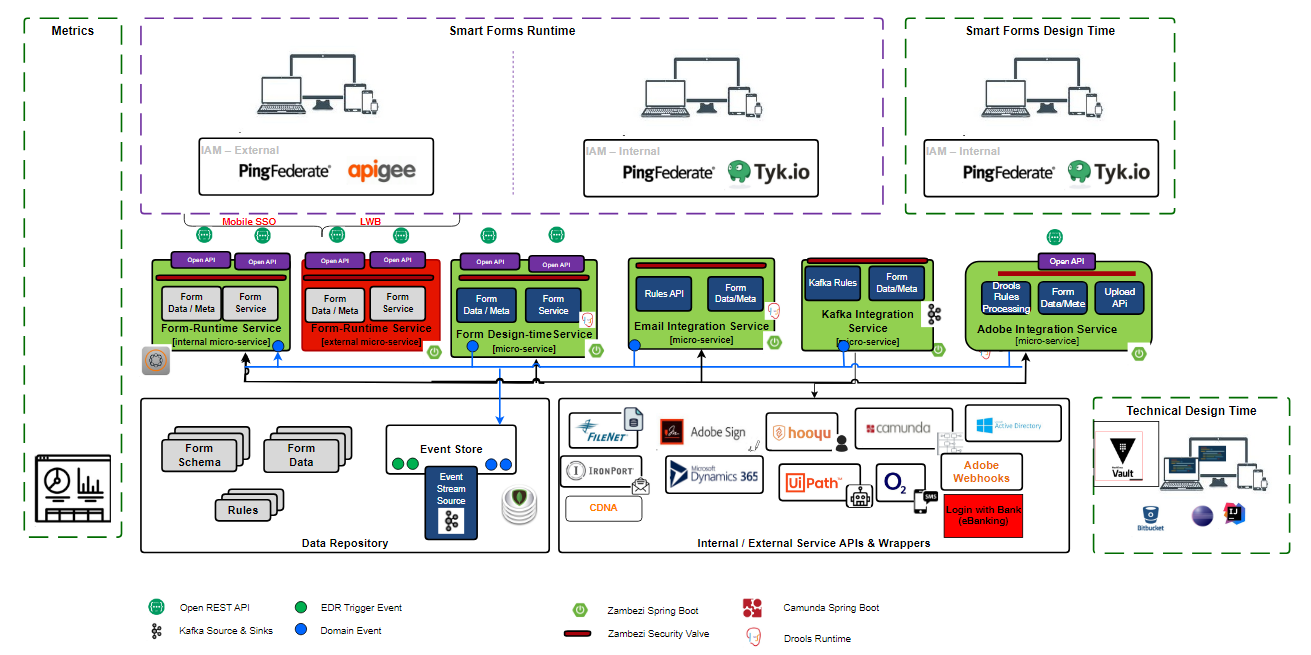 Metrics
Smart Forms Runtime
Smart Forms Design Time
IAM – External
PingFederate®
apigee
IAM – Internal
PingFederate®
Tyk.io
IAM – Internal
PingFederate®
Tyk.io
Mobile SSO
LWB
Open API
Open API
Form
Data / Meta
Form
Service
Form-Runtime Service
[internal micro-service]
Open API
Open API
Form
Data / Meta
Form
Service
Form-Runtime Service
[external micro-service]
Open API
Open API
Form
Data / Meta
Form
Service
Form Design-timeService
[micro-service]
Rules API
Form
Data/Meta
Email Integration Service
[micro-service]
Kafka Rules
Form
Data/Meta
Kafka Integration
Service
[micro-service]
Open API
Drools
Rules
Processing
Form
Data/Mete
Upload
APi
Adobe Integration Service
[micro-service]
Form
Schema
Form
Data
Rules
Event Store
Event
Stream
Source
Data Repository
FILENET
Adobe Sign
hooyu
camunda
Active Directory
IRONPORT
Microsoft
Dynamics 365
UiPath™
O2
SMS
Adobe
Webhooks
CDNA
Login with Bank
(eBanking)
Internal / External Service APIs & Wrappers
Technical Design Time
Vault
Bitbucket
IJ
Open REST API
EDR Trigger Event
Zambezi Spring Boot
Camunda Spring Boot
Kafka Source & Sinks
Domain Event
Zambezi Security Valve
Drools Runtime